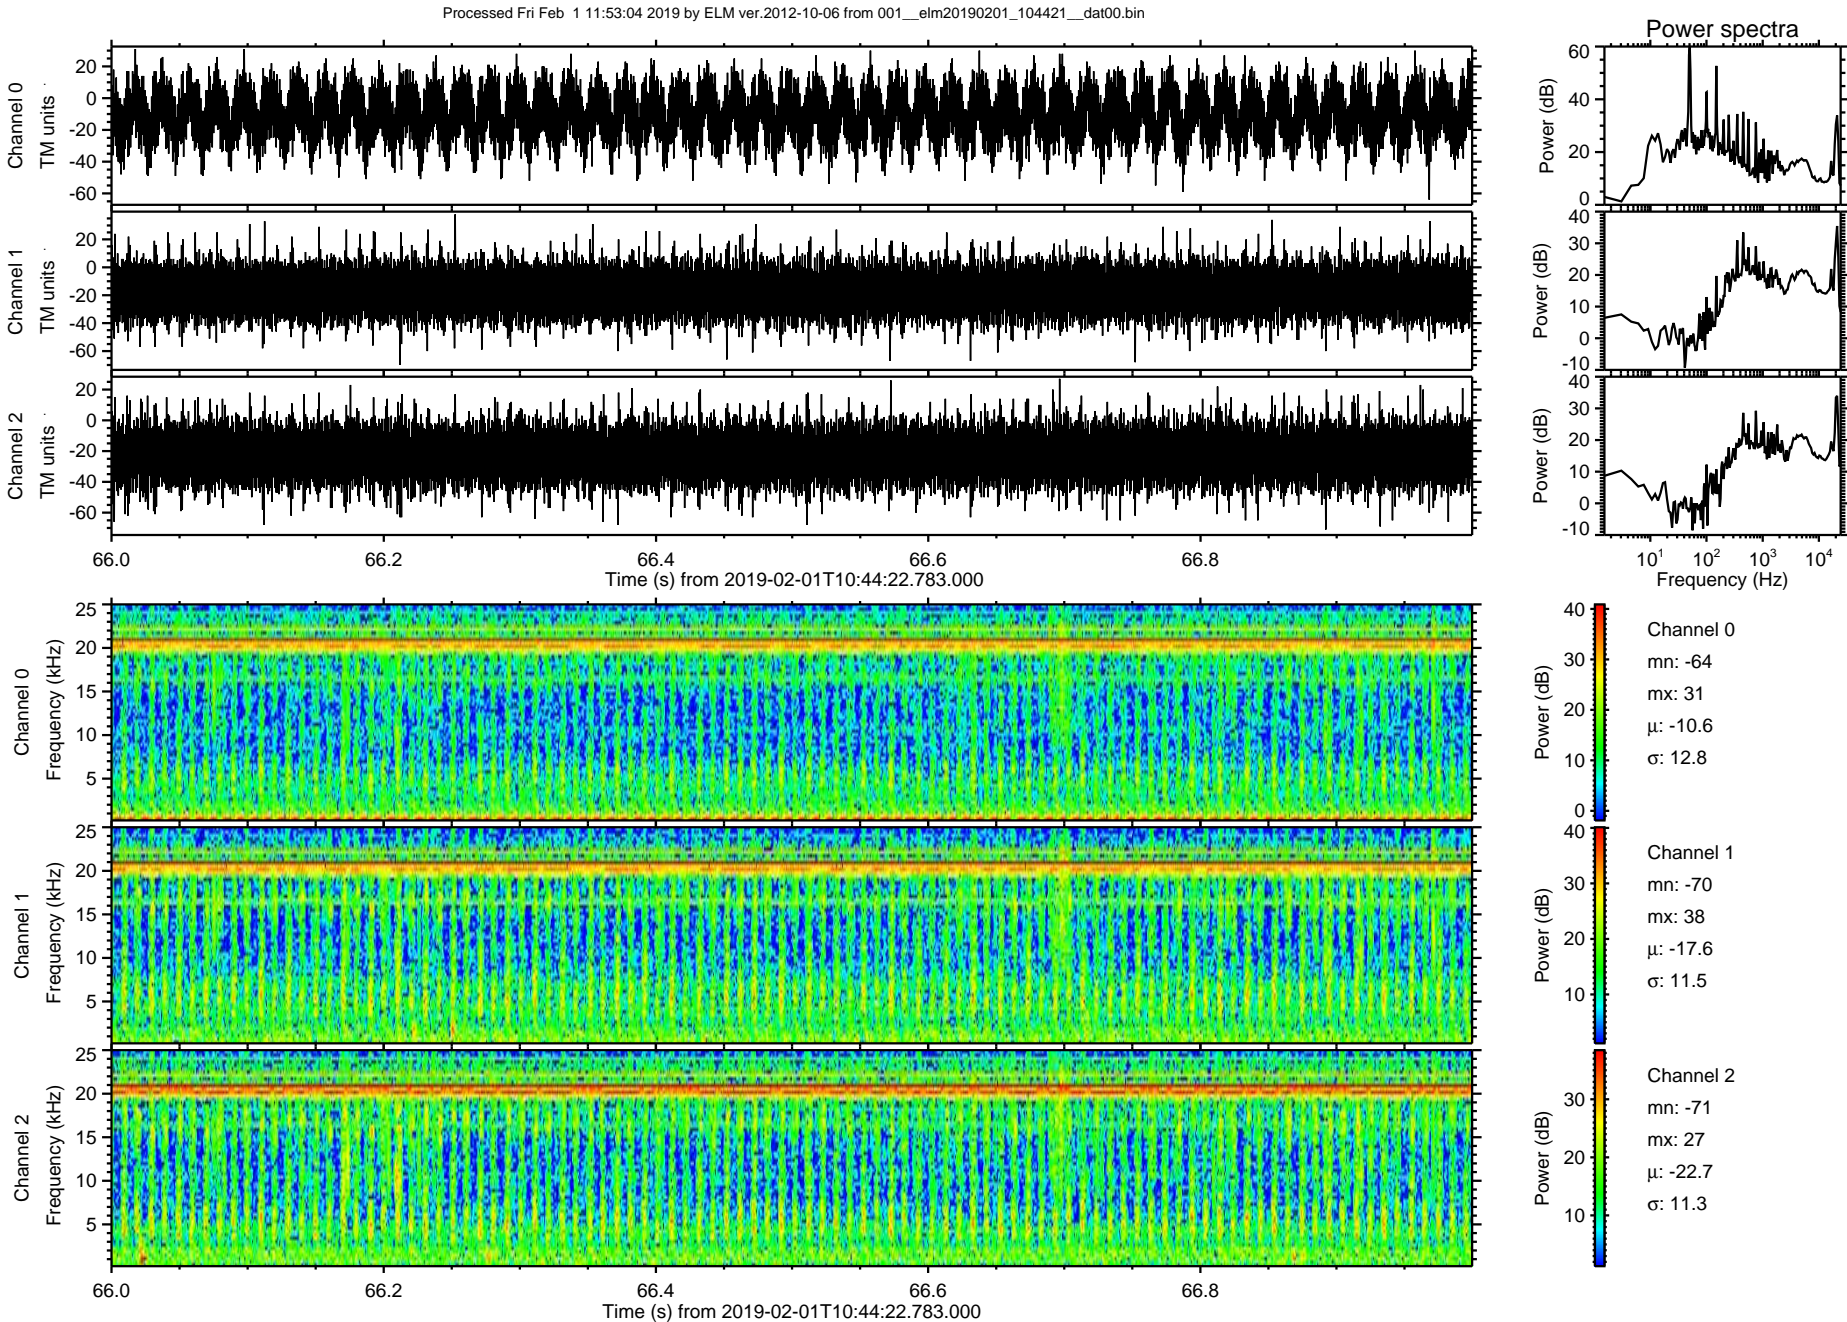 Processed Fri Feb 1 11:53:04 2019 by ELM ver.2012-10-06 from 001__elm20190201_104421__dat00.bin
Power spectra
Channel 0
TM units
20
0
-20
-40
-60
Power (dB)
60
40
20
0
Channel 1
TM units
20
0
-20
-40
-60
Power (dB)
40
30
20
10
0
-10
Channel 2
TM units
20
0
-20
-40
-60
Power (dB)
40
30
20
10
0
-10
66.0 66.2 66.4 66.6 66.8
Time (s) from 2019-02-01T10:44:22.783.000
10¹ 10² 10³ 10⁴
Frequency (Hz)
Channel 0
Frequency (kHz)
25
20
15
10
5
Power (dB)
40
30
20
10
0
Channel 0
mn: -64
mx: 31
μ: -10.6
σ: 12.8
Channel 1
Frequency (kHz)
25
20
15
10
5
Power (dB)
40
30
20
10
Channel 1
mn: -70
mx: 38
μ: -17.6
σ: 11.5
Channel 2
Frequency (kHz)
25
20
15
10
5
Power (dB)
30
20
10
Channel 2
mn: -71
mx: 27
μ: -22.7
σ: 11.3
66.0 66.2 66.4 66.6 66.8
Time (s) from 2019-02-01T10:44:22.783.000